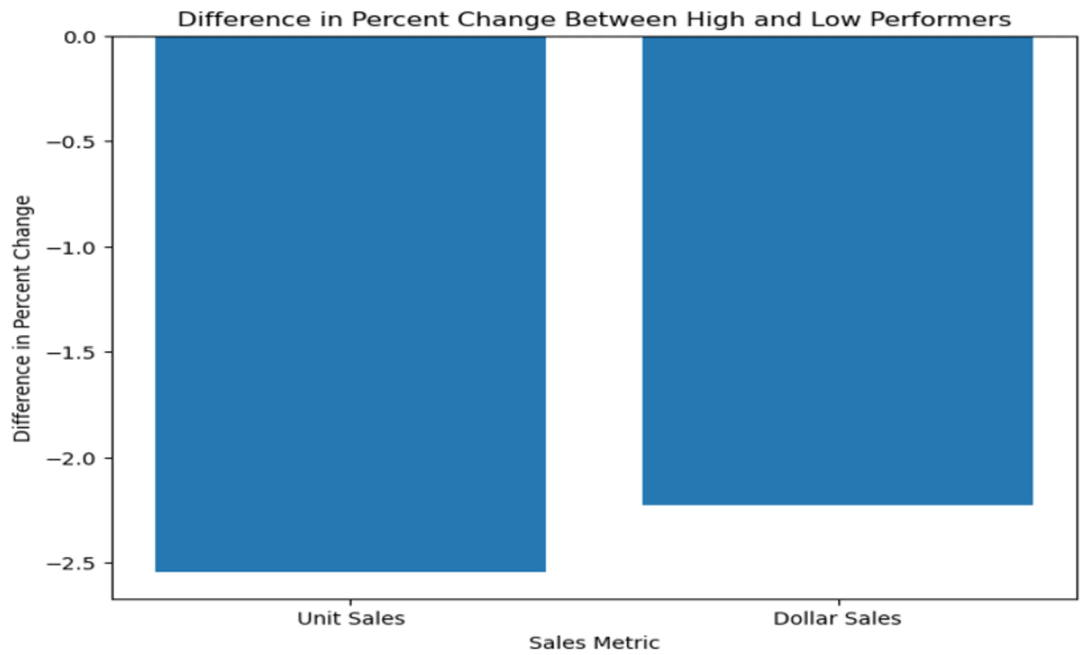 Difference in Percent Change Between High and Low Performers
0.0
−0.5
−1.0
−1.5
−2.0
−2.5
Difference in Percent Change
Unit Sales
Dollar Sales
Sales Metric